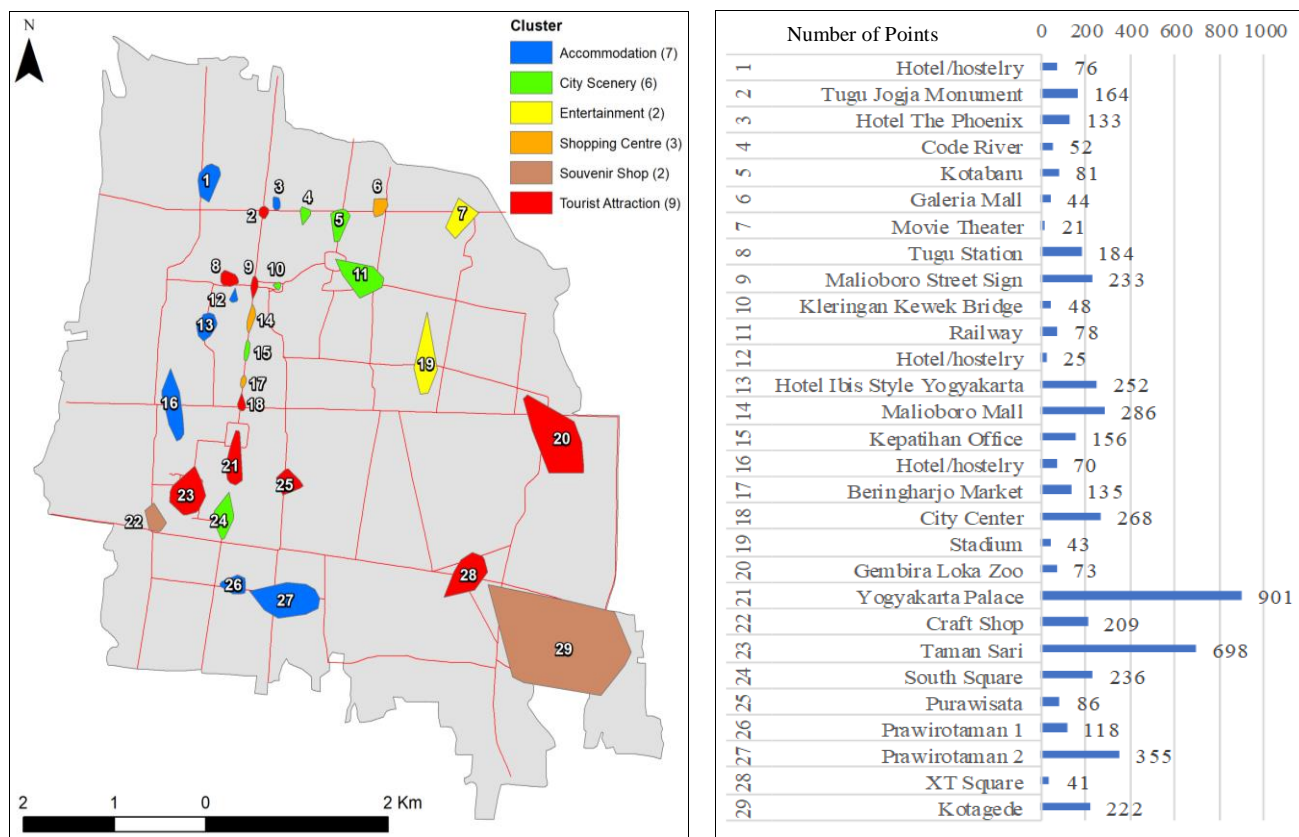 N
Cluster
Accommodation (7)
City Scenery (6)
Entertainment (2)
Shopping Centre (3)
Souvenir Shop (2)
Tourist Attraction (9)
1
3
4
6
2
5
7
8
9
10
11
12
13
14
15
19
17
16
18
20
21
25
23
22
24
28
26
27
29
2 1 0 2 Km
Number of Points 0 200 400 600 800 1000
1 Hotel/hostelry 76
2 Tugu Jogja Monument 164
3 Hotel The Phoenix 133
4 Code River 52
5 Kotabaru 81
6 Galeria Mall 44
7 Movie Theater 21
8 Tugu Station 184
9 Malioboro Street Sign 233
10 Kleringan Kewek Bridge 48
11 Railway 78
12 Hotel/hostelry 25
13 Hotel Ibis Style Yogyakarta 252
14 Malioboro Mall 286
15 Kepatihan Office 156
16 Hotel/hostelry 70
17 Beringharjo Market 135
18 City Center 268
19 Stadium 43
20 Gembira Loka Zoo 73
21 Yogyakarta Palace 901
22 Craft Shop 209
23 Taman Sari 698
24 South Square 236
25 Purawisata 86
26 Prawirotaman 1 118
27 Prawirotaman 2 355
28 XT Square 41
29 Kotagede 222